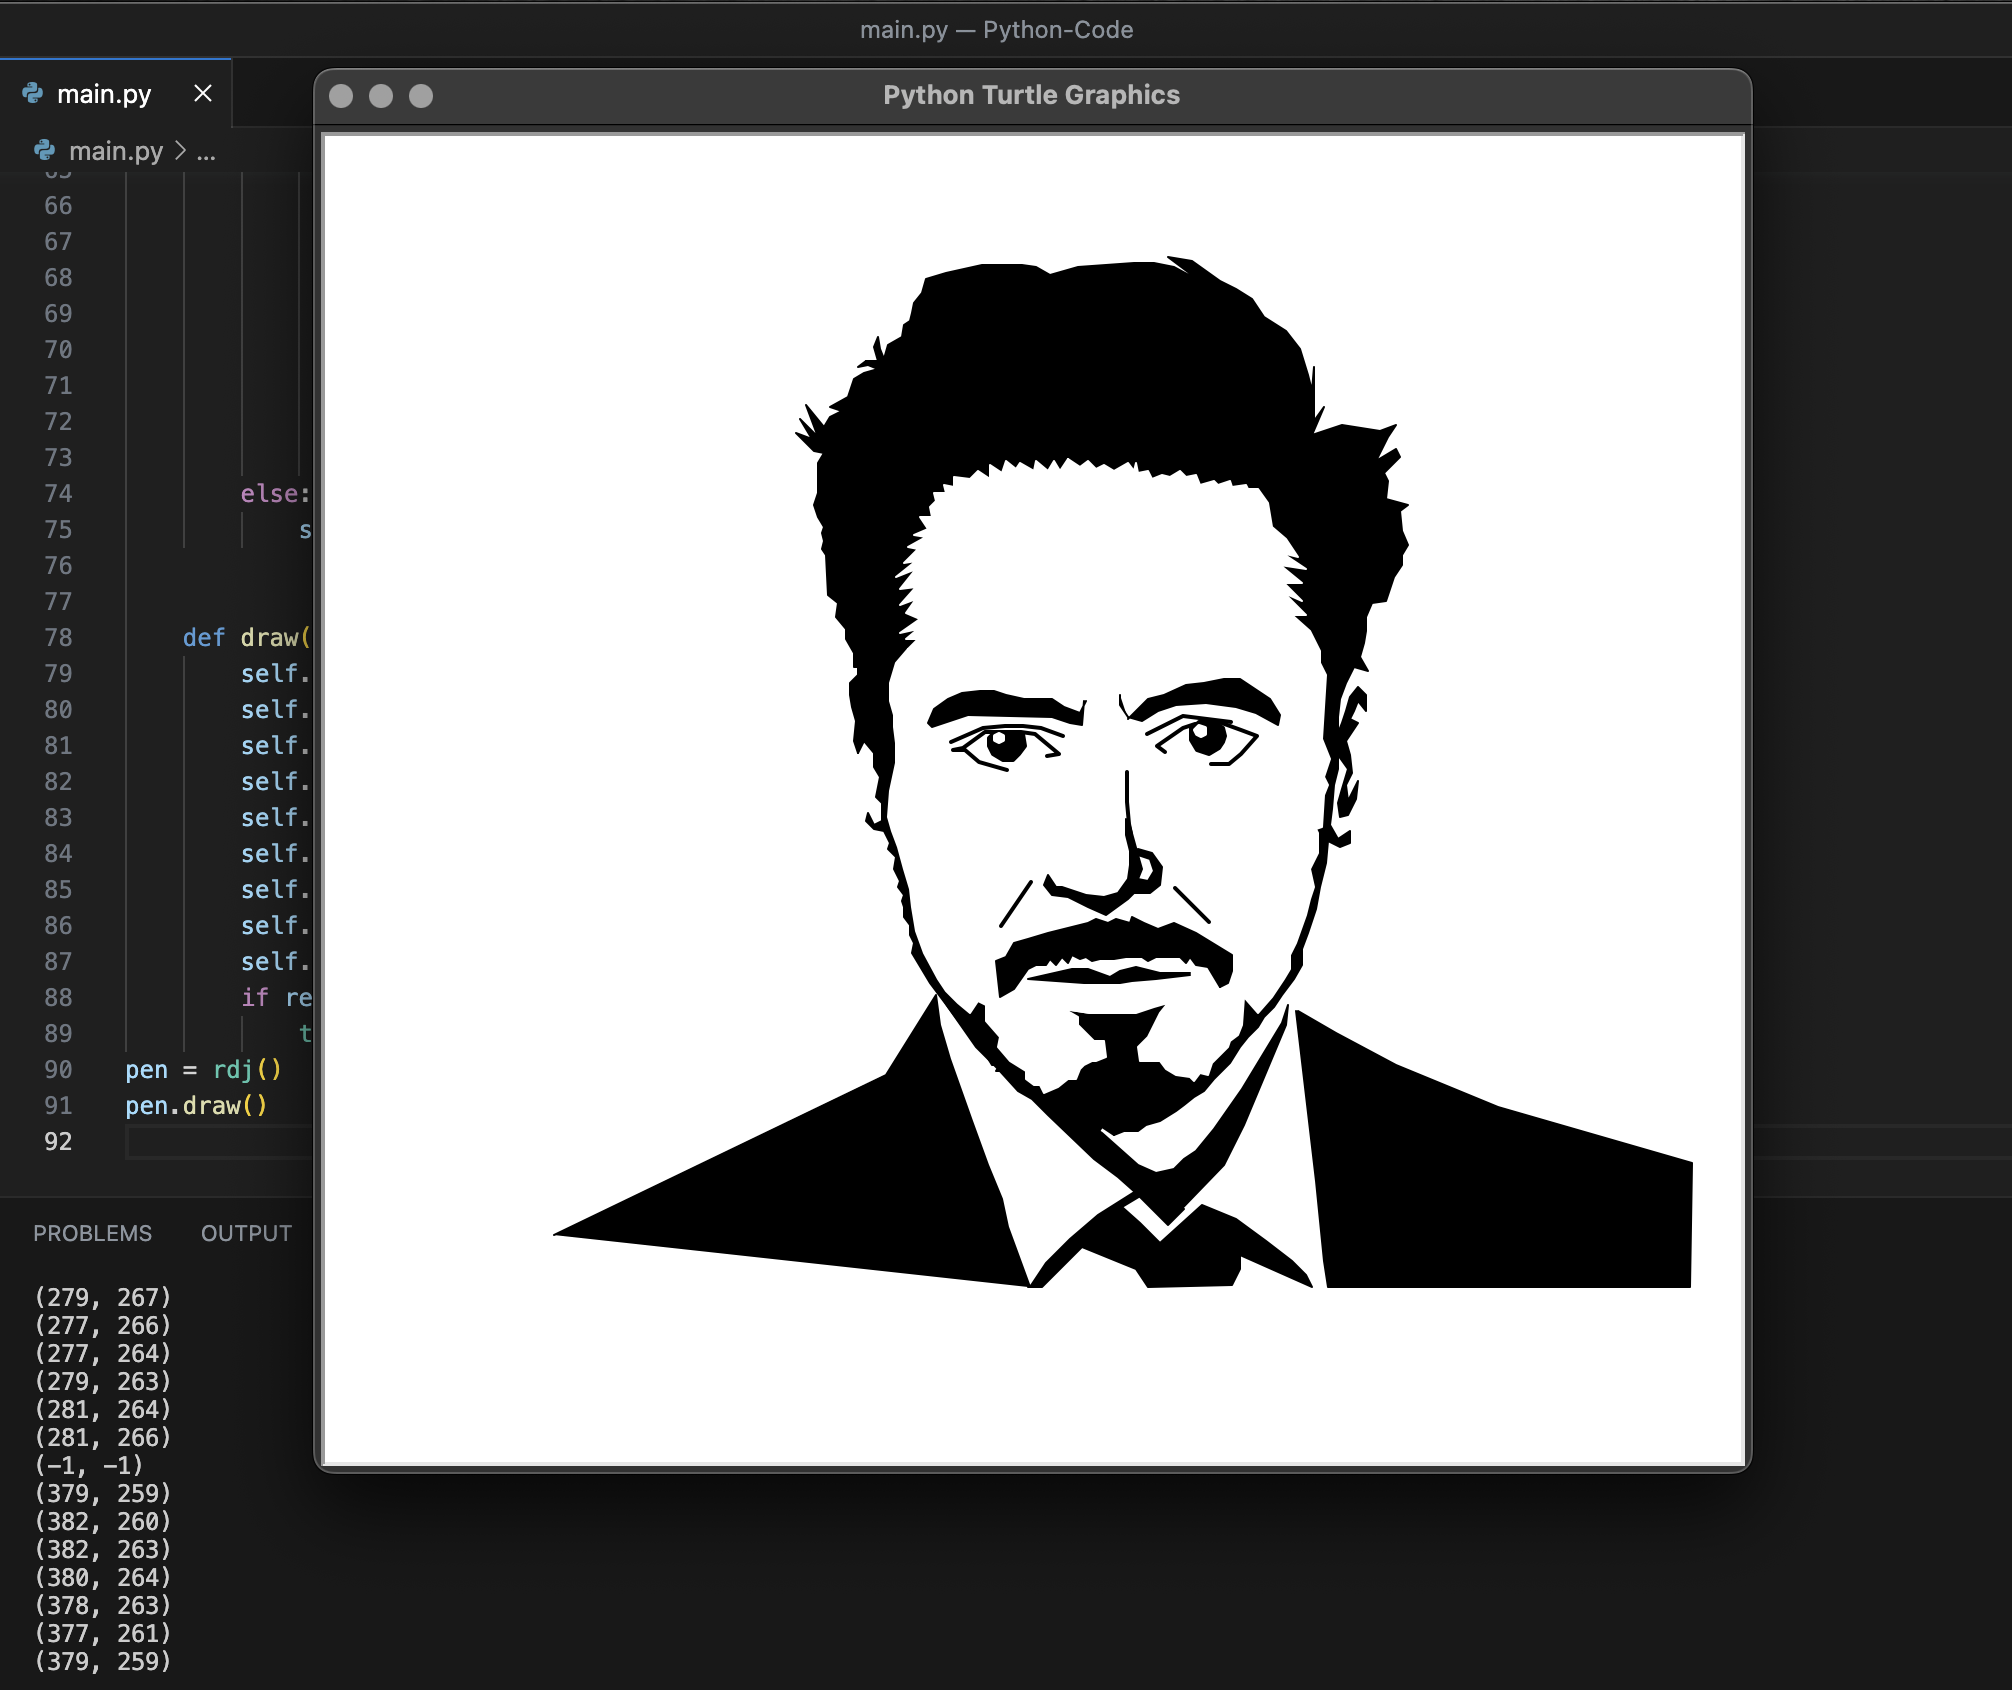 main.py — Python-Code
main.py
Python Turtle Graphics
main.py > ...
66
67
68
69
70
71
72
73
74 else:
75 s
76
77
78 def draw(
79 self.
80 self.
81 self.
82 self.
83 self.
84 self.
85 self.
86 self.
87 self.
88 if re
89 t
90 pen = rdj()
91 pen.draw()
92
PROBLEMS OUTPUT
(279, 267)
(277, 266)
(277, 264)
(279, 263)
(281, 264)
(281, 266)
(-1, -1)
(379, 259)
(382, 260)
(382, 263)
(380, 264)
(378, 263)
(377, 261)
(379, 259)